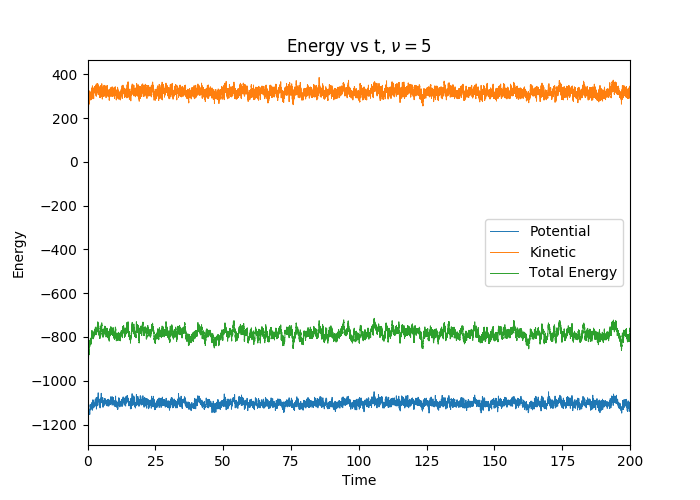 Energy vs t, ν = 5
400
200
0
−200
−400
−600
−800
−1000
−1200
Energy
Potential
Kinetic
Total Energy
0 25 50 75 100 125 150 175 200
Time